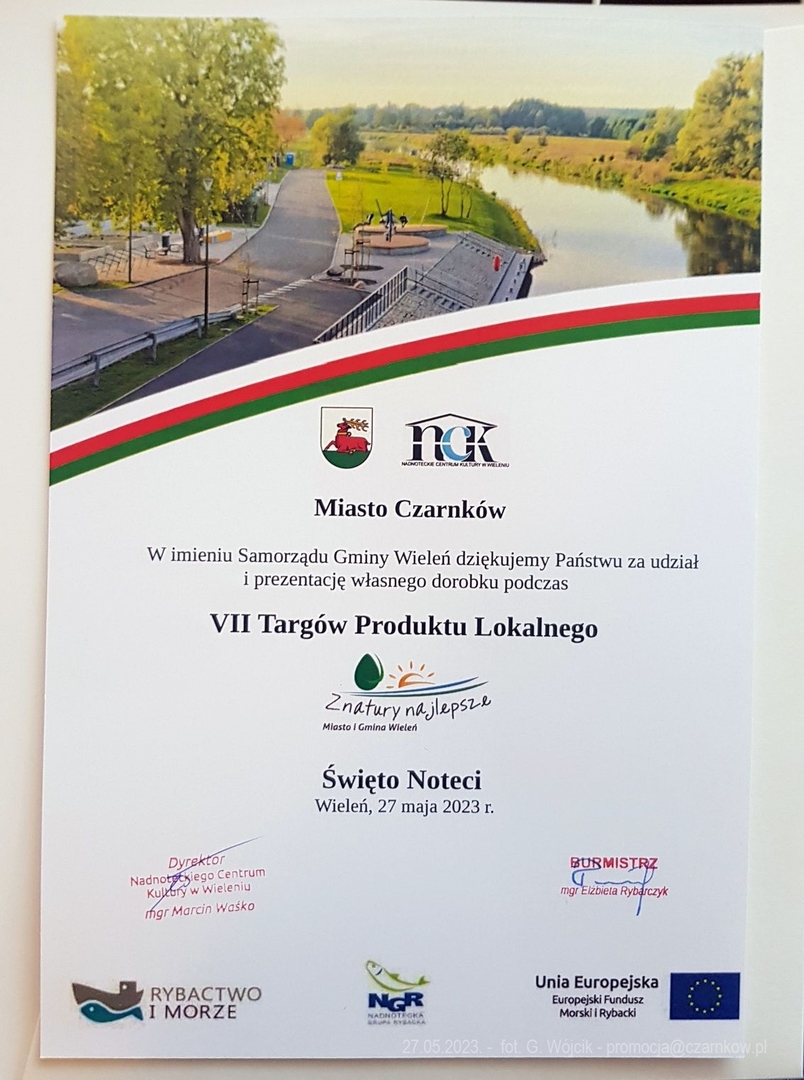 nck
NADNOTECKIE CENTRUM KULTURY W WIELENIU
Miasto Czarnków
W imieniu Samorządu Gminy Wieleń dziękujemy Państwu za udział
i prezentację własnego dorobku podczas
VII Targów Produktu Lokalnego
Z natury najlepsze
Miasto i Gmina Wieleń
Święto Noteci
Wieleń, 27 maja 2023 r.
Dyrektor
Nadnoteckiego Centrum
Kultury w Wieleniu
mgr Marcin Waśko
BURMISTRZ
mgr Elżbieta Rybarczyk
RYBACTWO
I MORZE
NGR
NADNOTECKA
GRUPA RYBACKA
Unia Europejska
Europejski Fundusz
Morski i Rybacki
27.05.2023. - fot. G. Wójcik - promocja@czarnkow.pl